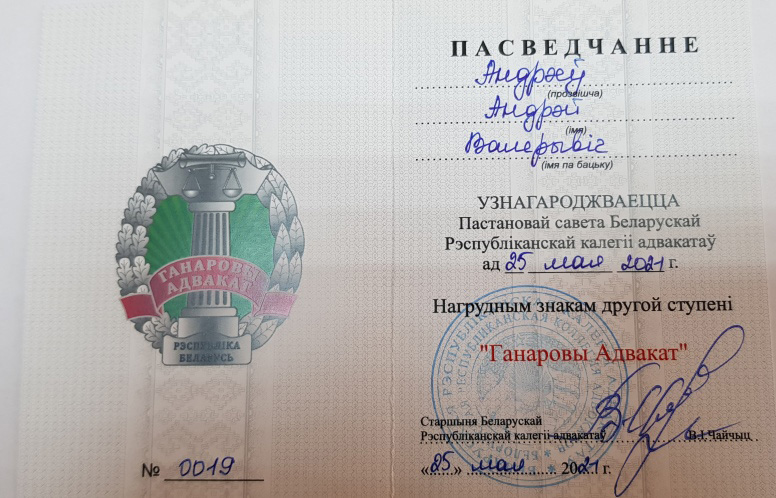 ГАНАРОВЫ
АДВАКАТ
РЭСПУБЛІКА
БЕЛАРУСЬ
№ 0019
ПАСВЕДЧАННЕ
Андрэеў
(прозвішча)
Андрэй
(імя)
Валерывіч
(імя па бацьку)
УЗНАГАРОДЖВАЕЦЦА
Пастановай савета Беларускай
Рэспубліканскай калегіі адвакатаў
ад 25 мая 2021 г.
Нагрудным знакам другой ступені
"Ганаровы Адвакат"
Старшыня Беларускай
Рэспубліканскай калегіі адвакатаў В.І.Чайчыц
«25» мая 2021 г.